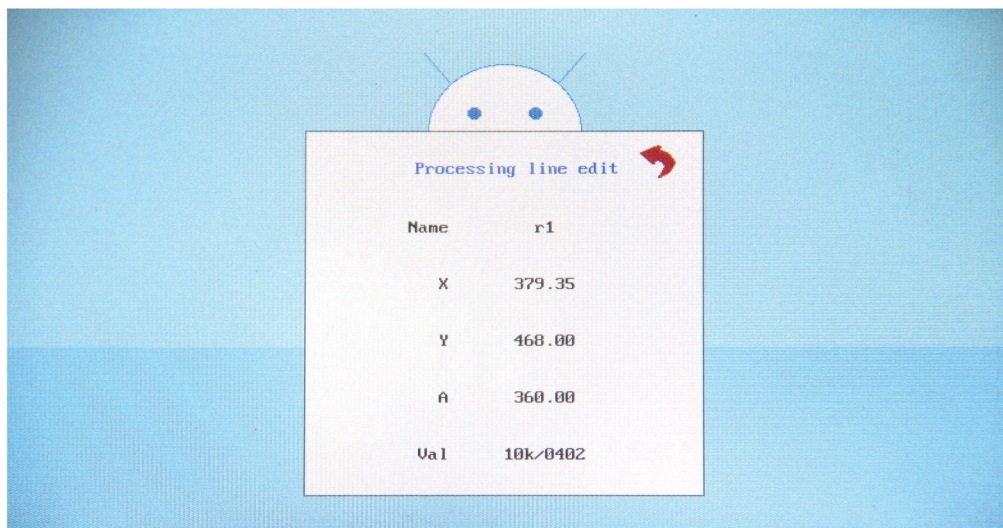 Processing line edit
Name r1
X 379.35
Y 468.00
A 360.00
Val 10k/0402